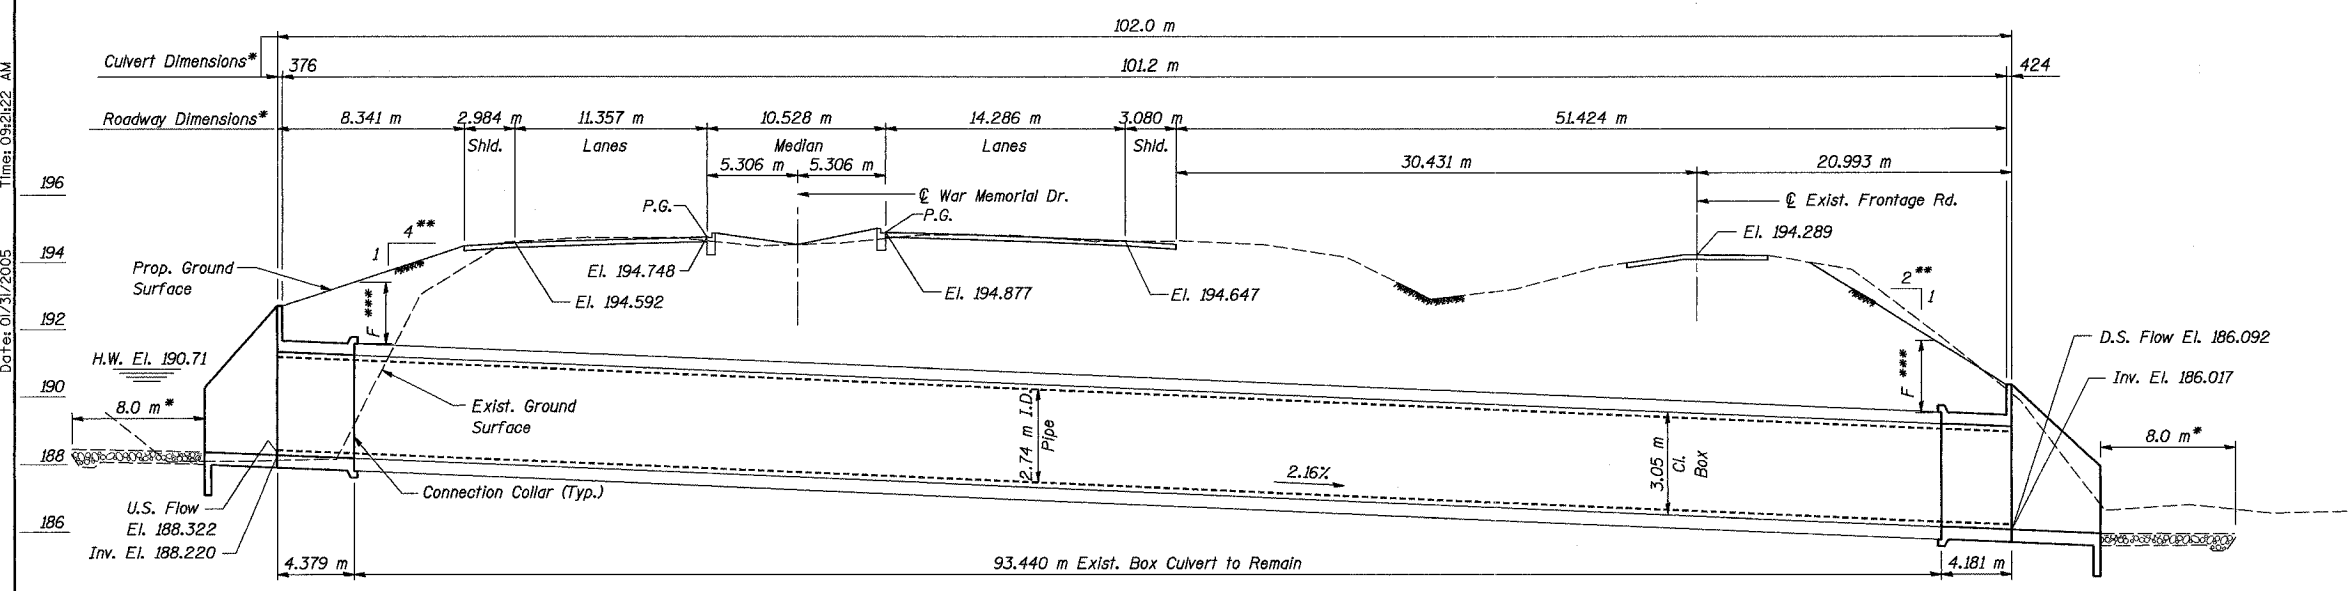 102.0 m
Culvert Dimensions*
376
101.2 m
424
Roadway Dimensions*
8.341 m
2.984 m
11.357 m
10.528 m
14.286 m
3.080 m
51.424 m
Shld.
Lanes
Median
Lanes
Shld.
5.306 m
5.306 m
30.431 m
20.993 m
196
℄ War Memorial Dr.
℄ Exist. Frontage Rd.
P.G.
P.G.
4**
1
El. 194.289
194
Prop. Ground
Surface
El. 194.748
El. 194.592
El. 194.877
El. 194.647
2**
1
F ***
192
H.W. El. 190.71
D.S. Flow El. 186.092
F ***
Inv. El. 186.017
190
8.0 m*
Exist. Ground
Surface
2.74 m I.D.
Pipe
3.05 m
Cl.
Box
8.0 m*
188
2.16%
Connection Collar (Typ.)
U.S. Flow
El. 188.322
186
Inv. El. 188.220
4.379 m
93.440 m Exist. Box Culvert to Remain
4.181 m
Date: 01/31/2005 Time: 09:21:22 AM